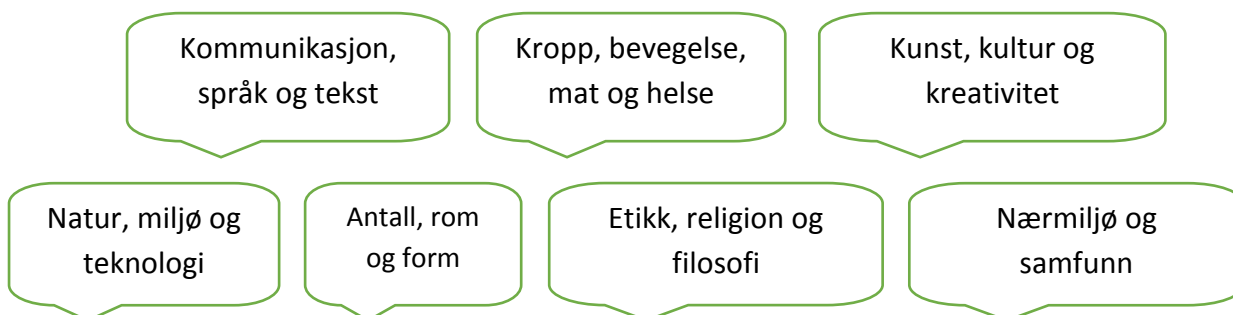 Kommunikasjon,
språk og tekst
Kropp, bevegelse,
mat og helse
Kunst, kultur og
kreativitet
Natur, miljø og
teknologi
Antall, rom
og form
Etikk, religion og
filosofi
Nærmiljø og
samfunn